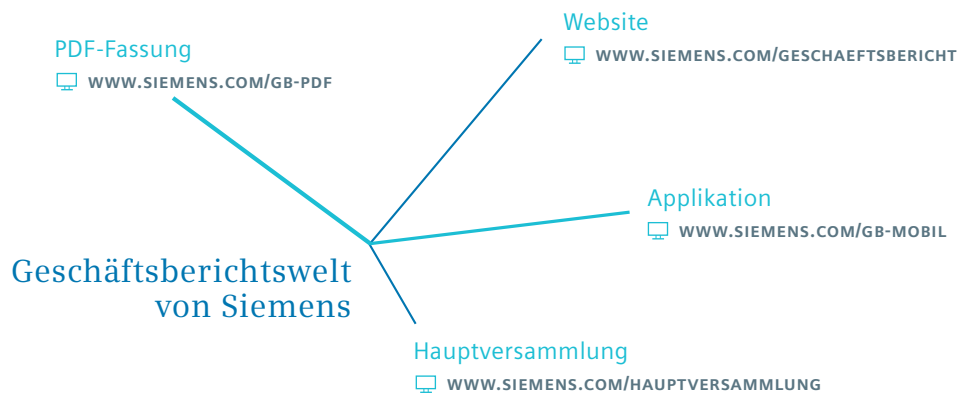 Website
WWW.SIEMENS.COM/GESCHAEFTSBERICHT
PDF-Fassung
WWW.SIEMENS.COM/GB-PDF
Applikation
WWW.SIEMENS.COM/GB-MOBIL
Geschäftsberichtswelt
von Siemens
Hauptversammlung
WWW.SIEMENS.COM/HAUPTVERSAMMLUNG